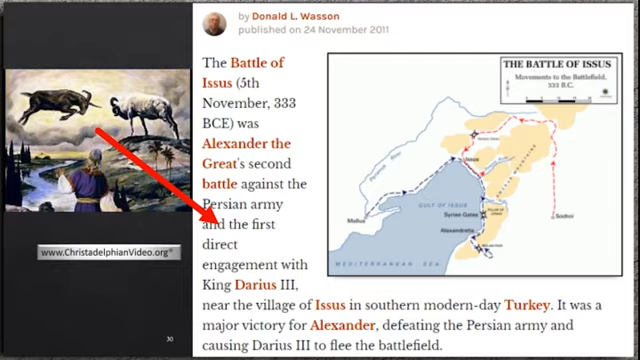 by Donald L. Wasson
published on 24 November 2011
The Battle of
Issus (5th
November, 333
BCE) was
Alexander the
Great's second
battle against the
Persian army
and the first
direct
engagement with
King Darius III,
near the village of Issus in southern modern-day Turkey. It was a
major victory for Alexander, defeating the Persian army and
causing Darius III to flee the battlefield.
THE BATTLE OF ISSUS
Movements to the Battlefield,
333 B.C.
Issus
GULF OF ISSUS
Mallus
Syrian Gates
Sochoi
Alexandretta
MEDITERRANEAN SEA
www.ChristadelphianVideo.org
30